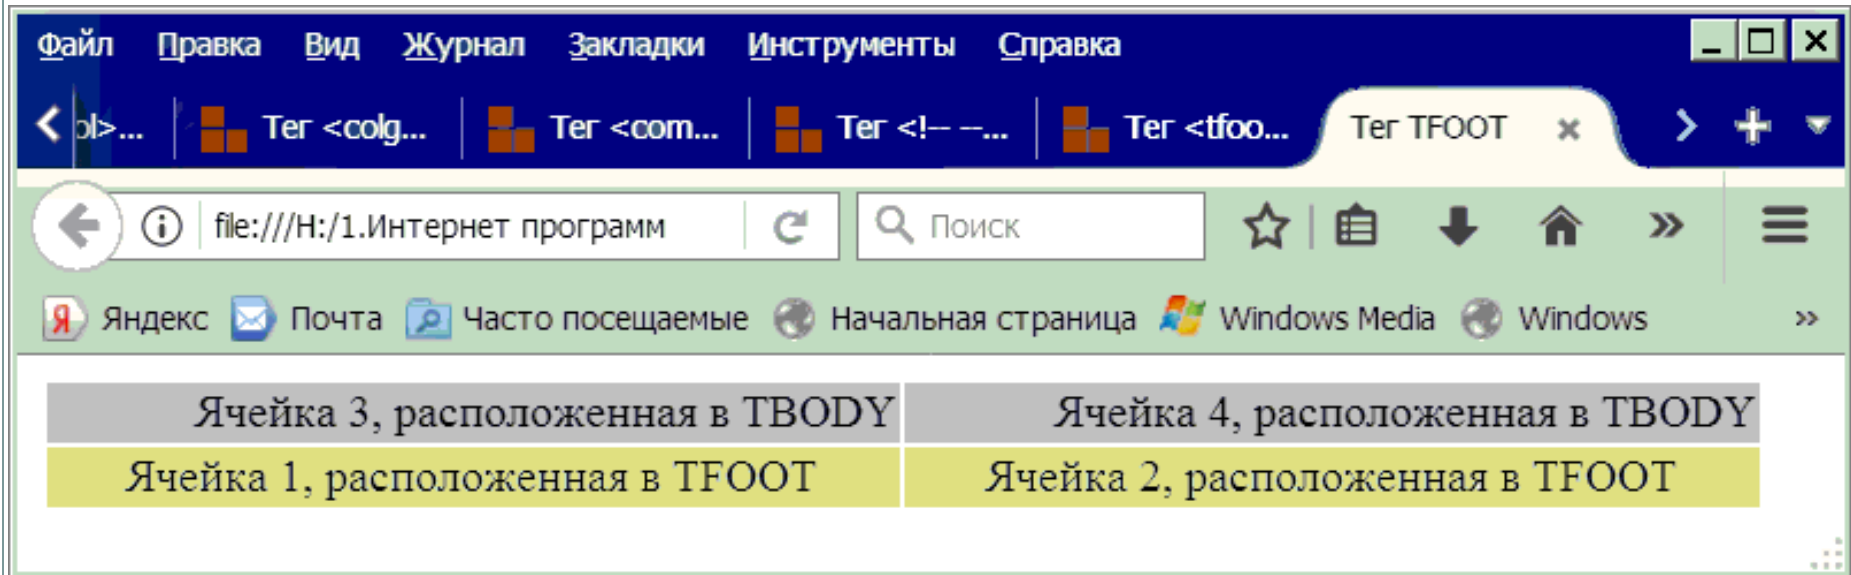 Файл Правка Вид Журнал Закладки Инструменты Справка
ol>... Тег <colg... Тег <com... Тег <!-- --... Тег <tfoo... Тег TFOOT
file:///H:/1.Интернет программ Поиск
Яндекс Почта Часто посещаемые Начальная страница Windows Media Windows
Ячейка 3, расположенная в TBODY Ячейка 4, расположенная в TBODY
Ячейка 1, расположенная в TFOOT Ячейка 2, расположенная в TFOOT